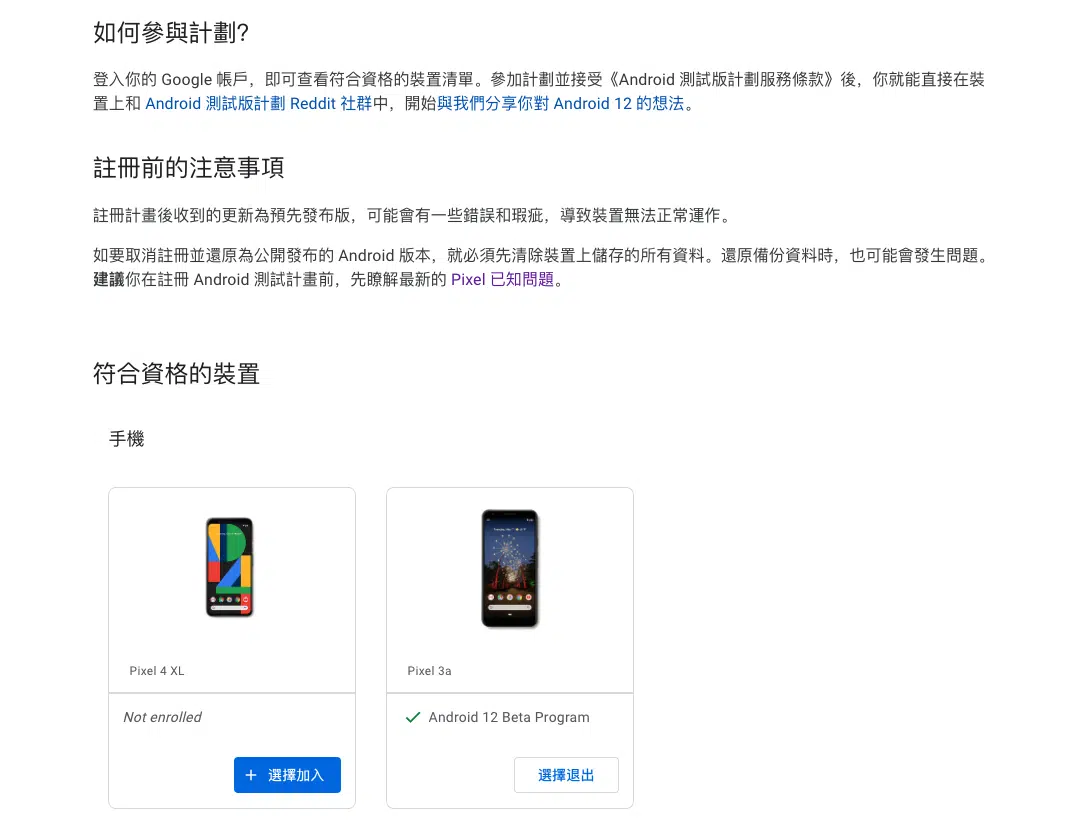 如何參與計劃?
登入你的 Google 帳戶，即可查看符合資格的裝置清單。參加計劃並接受《Android 測試版計劃服務條款》後，你就能直接在裝
置上和 Android 測試版計劃 Reddit 社群中，開始與我們分享你對 Android 12 的想法。
註冊前的注意事項
註冊計畫後收到的更新為預先發布版，可能會有一些錯誤和瑕疵，導致裝置無法正常運作。
如要取消註冊並還原為公開發布的 Android 版本，就必須先清除裝置上儲存的所有資料。還原備份資料時，也可能會發生問題。
建議你在註冊 Android 測試計畫前，先瞭解最新的 Pixel 已知問題。
符合資格的裝置
手機
Pixel 4 XL
Pixel 3a
Not enrolled
Android 12 Beta Program
+ 選擇加入
選擇退出